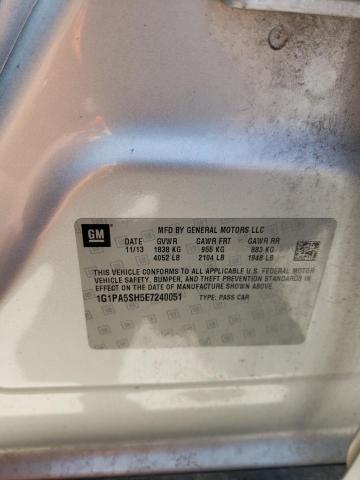 GM
MFD BY GENERAL MOTORS LLC
DATE GVWR GAWR FRT GAWR RR
11/13 1838 KG 955 KG 883 KG
4052 LB 2104 LB 1948 LB
THIS VEHICLE CONFORMS TO ALL APPLICABLE U.S. FEDERAL MOTOR VEHICLE
SAFETY, BUMPER, AND THEFT PREVENTION STANDARDS IN
EFFECT ON THE DATE OF MANUFACTURE SHOWN ABOVE.
1G1PA5SH5E7240051 TYPE: PASS CAR